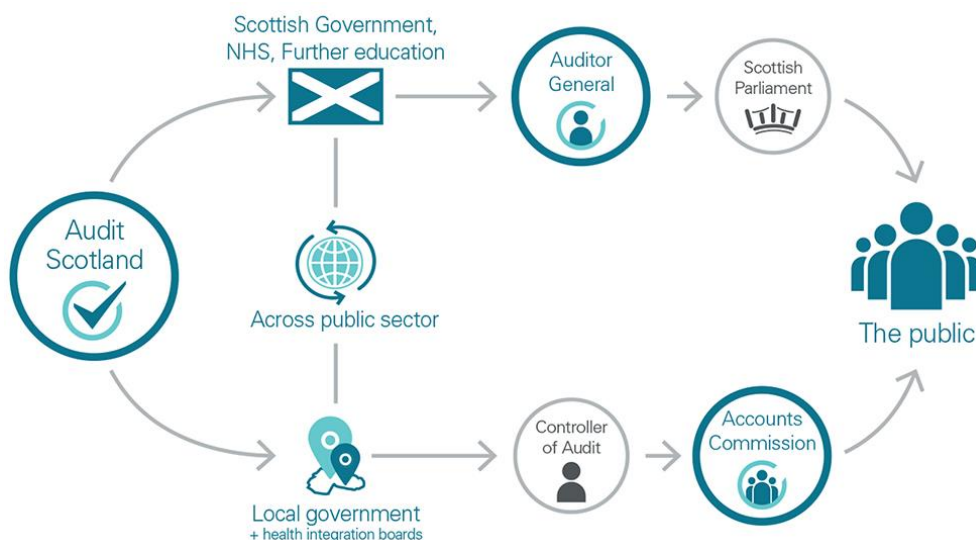 Scottish Government,
NHS, Further education
Auditor
General
Scottish
Parliament
Audit
Scotland
Across public sector
The public
Local government
+ health integration boards
Controller
of Audit
Accounts
Commission